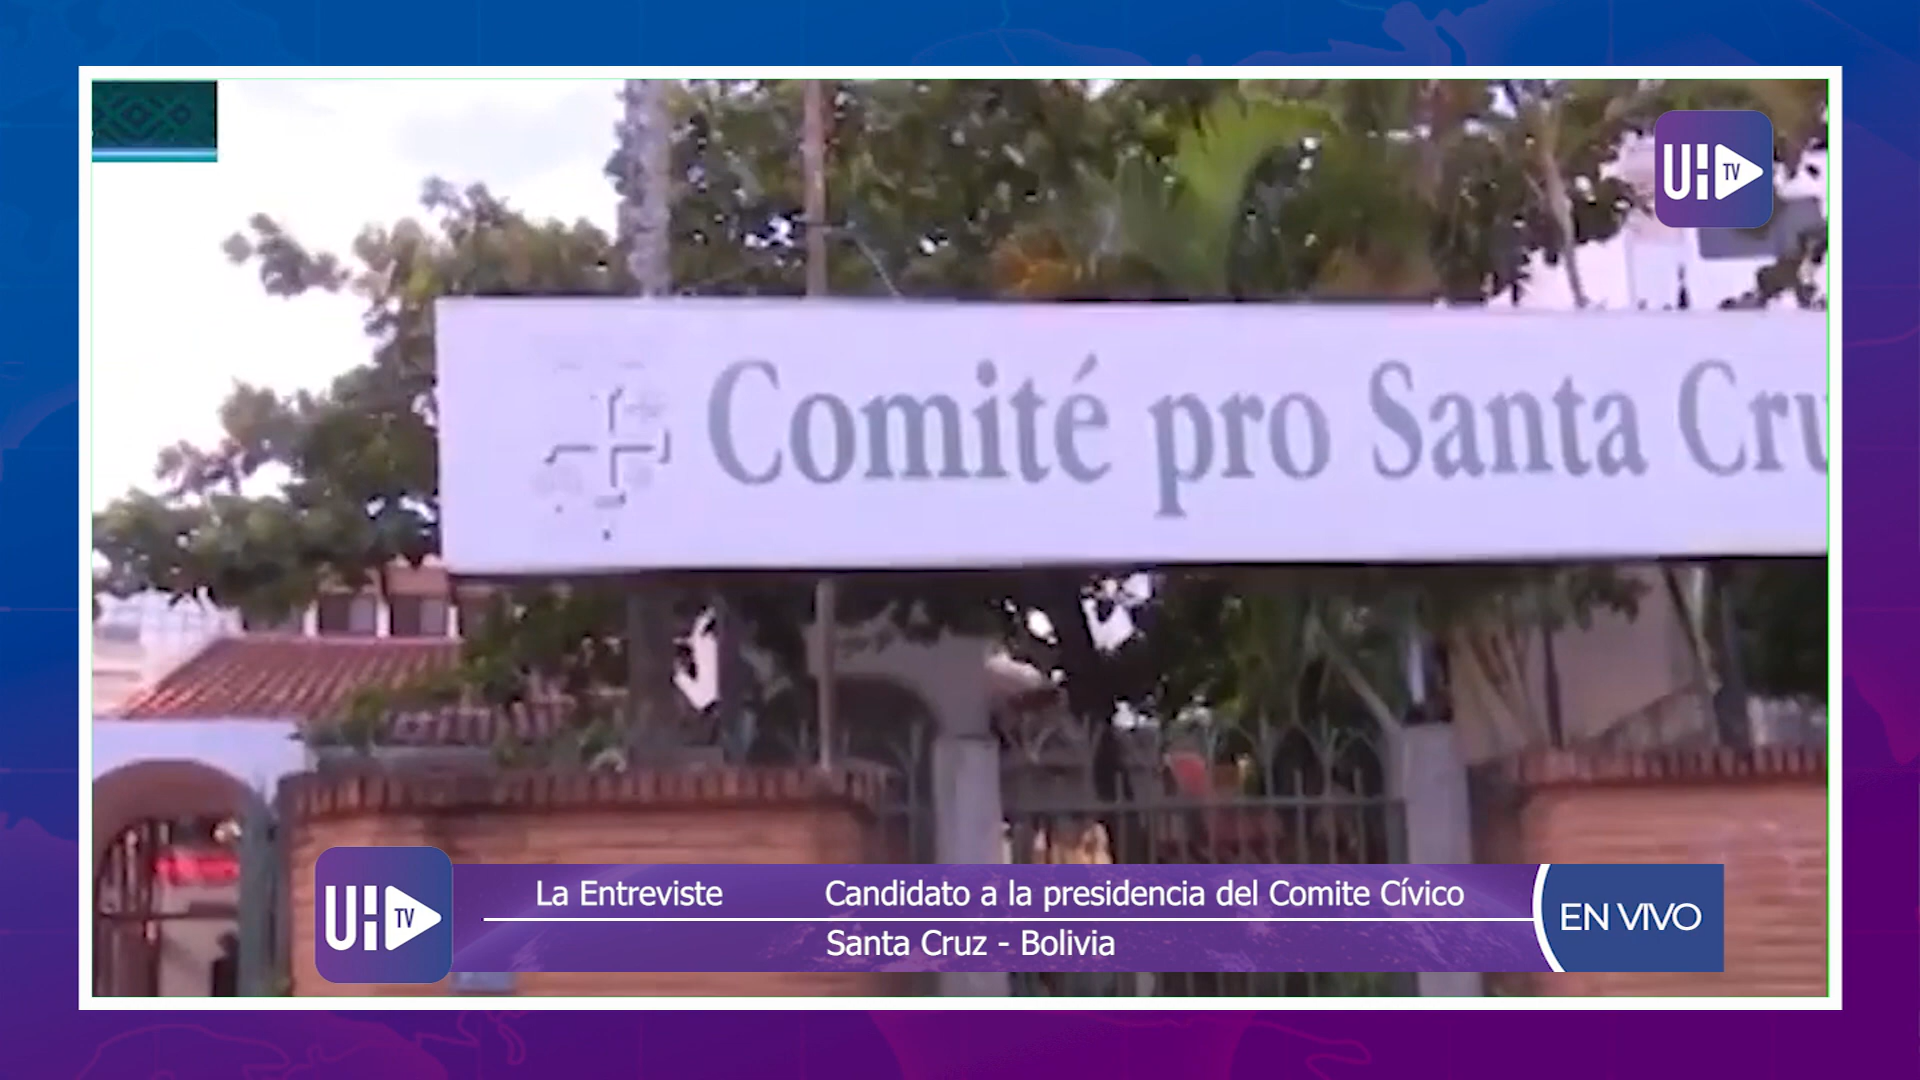 UH TV
Comité pro Santa Cru
UH TV
La Entreviste
Candidato a la presidencia del Comite Cívico
Santa Cruz - Bolivia
EN VIVO